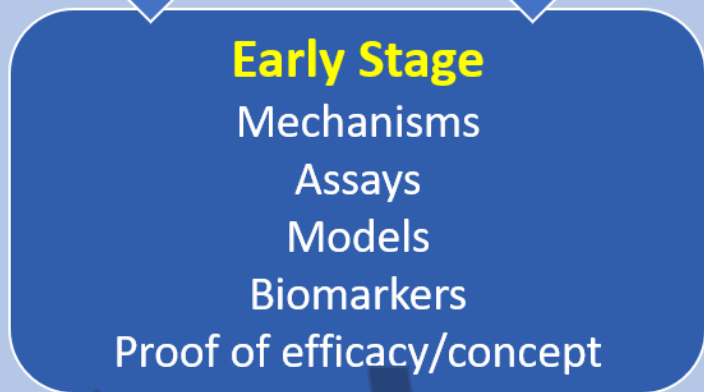 Early Stage
Mechanisms
Assays
Models
Biomarkers
Proof of efficacy/concept